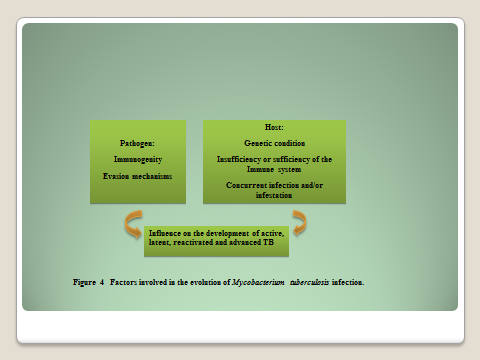 Pathogen:
Immunogenity
Evasion mechanisms
Host:
Genetic condition
Insufficiency or sufficiency of the
Immune system
Concurrent infection and/or
infestation
Influence on the development of active,
latent, reactivated and advanced TB
Figure 4 Factors involved in the evolution of Mycobacterium tuberculosis infection.